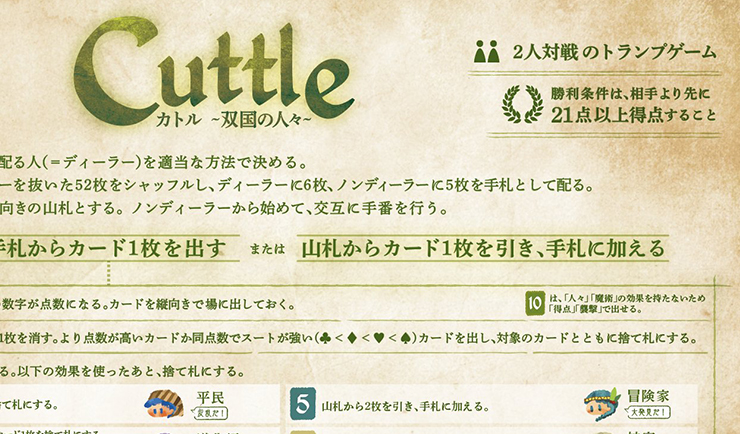 Cuttle
カトル ~双国の人々~
2人対戦のトランプゲーム
勝利条件は、相手より先に
21点以上得点すること
配る人(＝ディーラー)を適当な方法で決める。
ーを抜いた52枚をシャッフルし、ディーラーに6枚、ノンディーラーに5枚を手札として配る。
向きの山札とする。ノンディーラーから始めて、交互に手番を行う。
手札からカード1枚を出す または 山札からカード1枚を引き、手札に加える
数字が点数になる。カードを縦向きで場に出しておく。
10 は、「人々」「魔術」の効果を持たないため
「得点」「襲撃」で出せる。
1枚を消す。より点数が高いカードか同点数でスートが強い(♣<♦<♥<♠)カードを出し、対象のカードとともに捨て札にする。
る。以下の効果を使ったあと、捨て札にする。
て札にする。 平民
5 山札から2枚を引き、手札に加える。 冒険家
大発見だ!